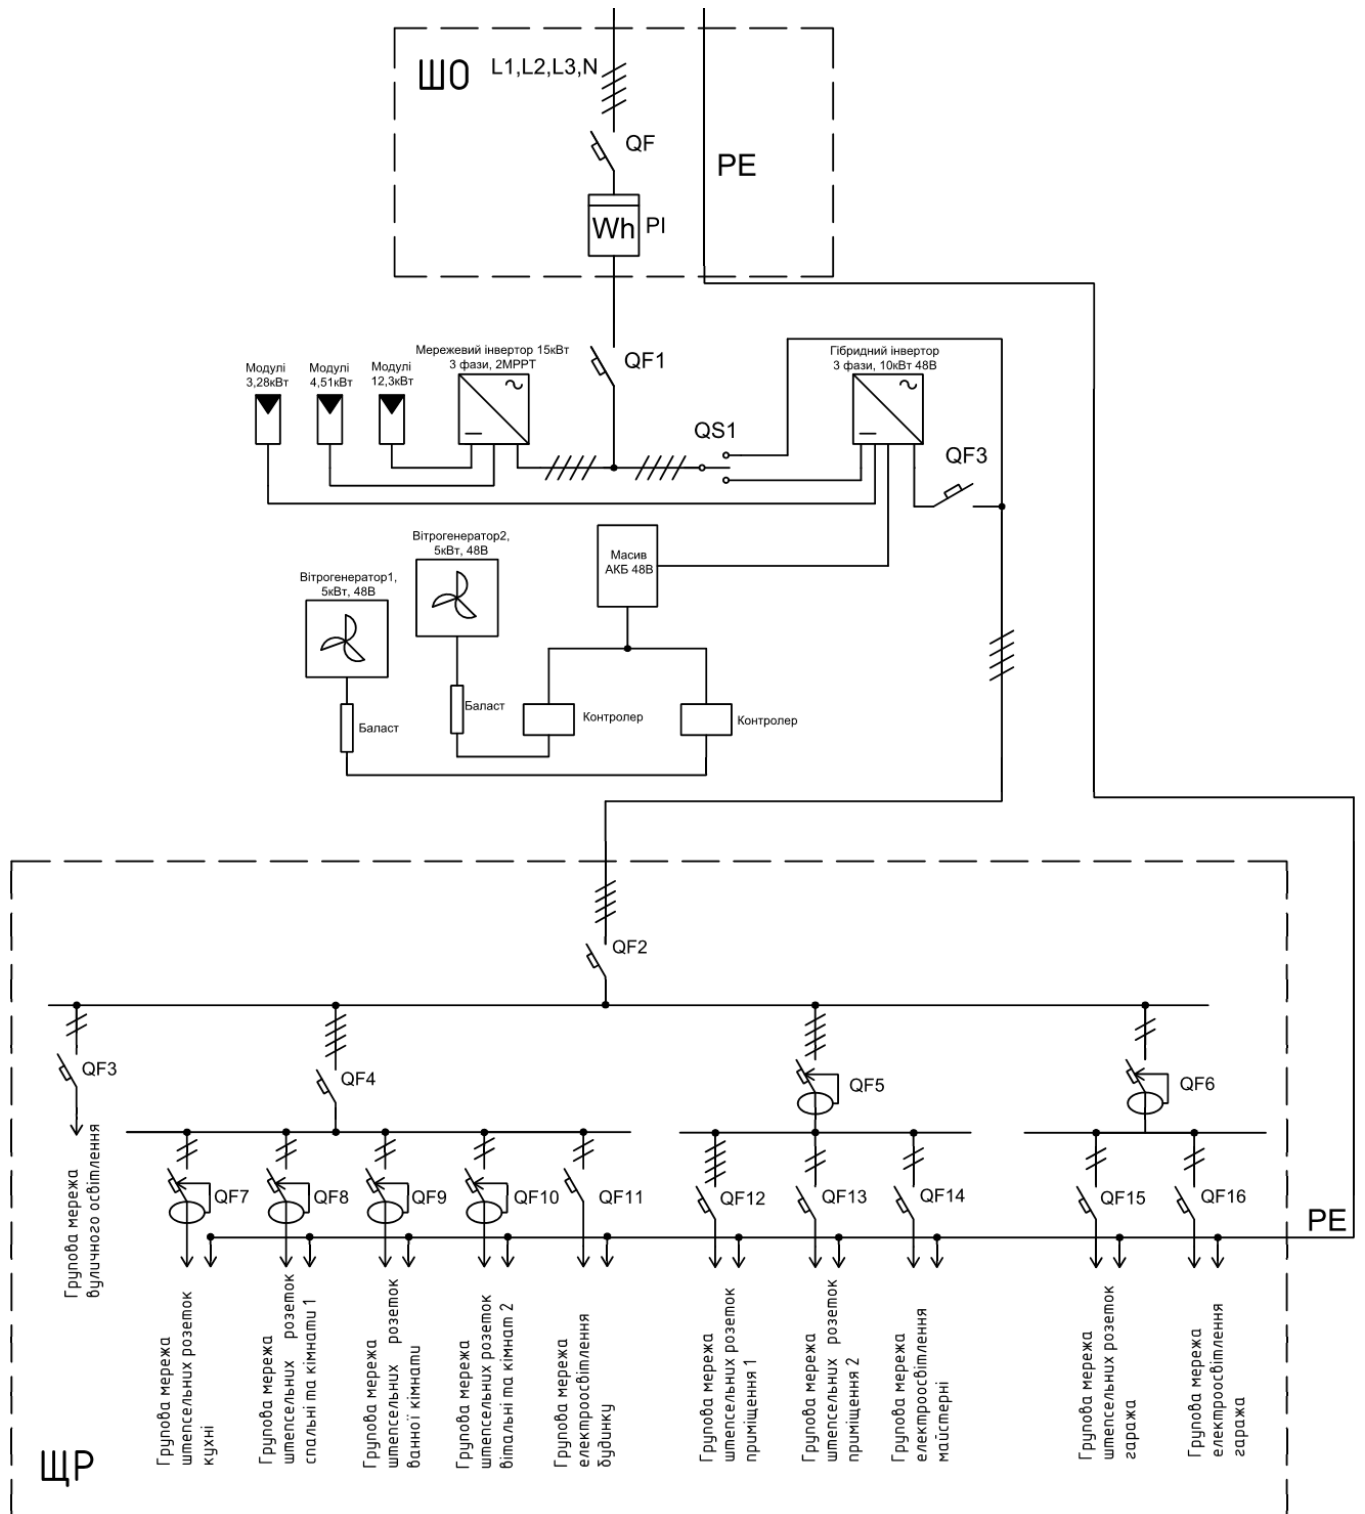 ШО
L1,L2,L3,N
QF
PE
Wh
PI
Мережевий інвертор 15кВт
3 фази, 2MPPT
QF1
Гібридний інвертор
3 фази, 10кВт 48В
Модулі
3,28кВт
Модулі
4,51кВт
Модулі
12,3кВт
QS1
QF3
Вітрогенератор2,
5кВт, 48В
Масив
АКБ 48В
Вітрогенератор1,
5кВт, 48В
Баласт
Контролер
Контролер
Баласт
QF2
QF3
QF4
QF5
QF6
QF7
QF8
QF9
QF10
QF11
QF12
QF13
QF14
QF15
QF16
PE
Групова мережа
вуличного освітлення
Групова мережа
штепсельних розеток
кухні
Групова мережа
штепсельних розеток
спальні та кімнати 1
Групова мережа
штепсельних розеток
ванної кімнати
Групова мережа
штепсельних розеток
вітальні та кімнат 2
Групова мережа
електроосвітлення
будинку
Групова мережа
штепсельних розеток
приміщення 1
Групова мережа
штепсельних розеток
приміщення 2
Групова мережа
електроосвітлення
майстерні
Групова мережа
штепсельних розеток
гаража
Групова мережа
електроосвітлення
гаража
ЩР